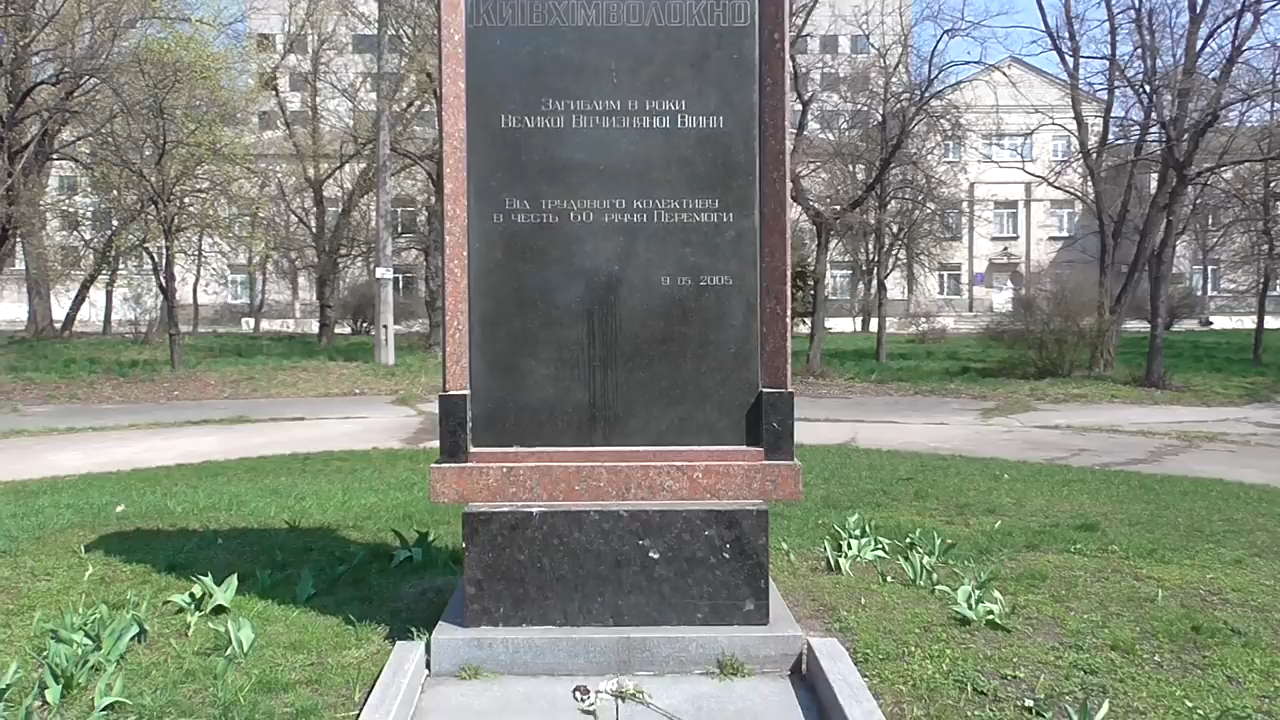 КИЇВХІМВОЛОКНО
Загиблим в роки
Великої Вітчизняної Війни
Від трудового колективу
в честь 60 річчя Перемоги
9 05 2005